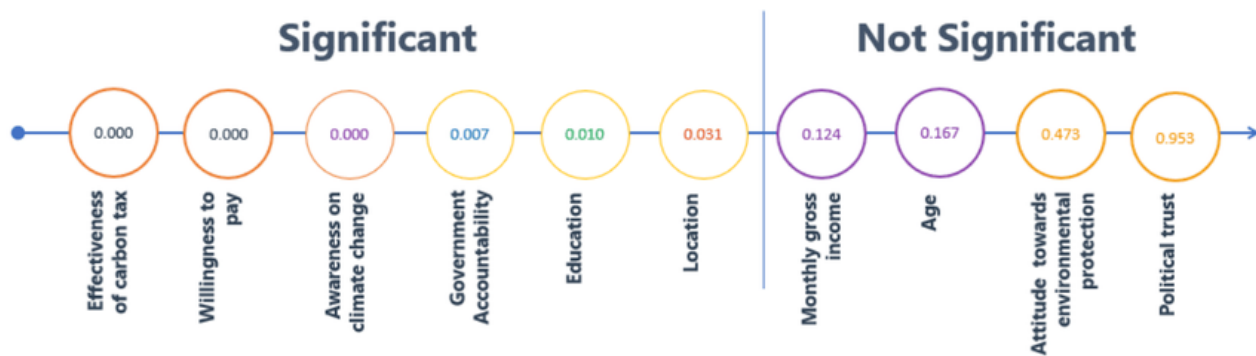 Significant
Not Significant
0.000
0.000
0.000
0.007
0.010
0.031
0.124
0.167
0.473
0.953
Effectiveness
of carbon tax
Willingness to
pay
Awareness on
climate change
Government
Accountability
Education
Location
Monthly gross
income
Age
Attitude towards
environmental
protection
Political trust